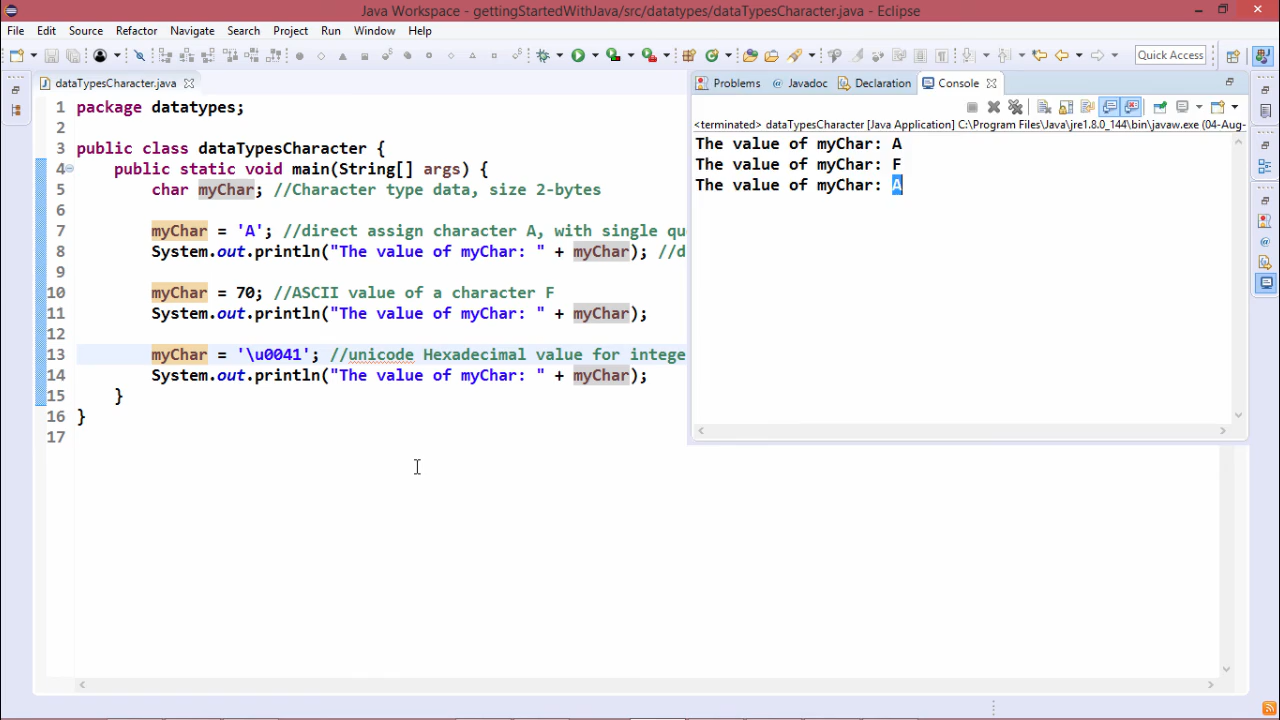 Java Workspace - gettingStartedWithJava/src/datatypes/dataTypesCharacter.java - Eclipse
File Edit Source Refactor Navigate Search Project Run Window Help
Quick Access
dataTypesCharacter.java
Problems Javadoc Declaration Console
<terminated> dataTypesCharacter [Java Application] C:\Program Files\Java\jre1.8.0_144\bin\javaw.exe (04-Aug-
The value of myChar: A
The value of myChar: F
The value of myChar: A
1 package datatypes;
2
3 public class dataTypesCharacter {
4 public static void main(String[] args) {
5 char myChar; //Character type data, size 2-bytes
6
7 myChar = 'A'; //direct assign character A, with single qu
8 System.out.println("The value of myChar: " + myChar); //d
9
10 myChar = 70; //ASCII value of a character F
11 System.out.println("The value of myChar: " + myChar);
12
13 myChar = '\u0041'; //unicode Hexadecimal value for intege
14 System.out.println("The value of myChar: " + myChar);
15 }
16 }
17